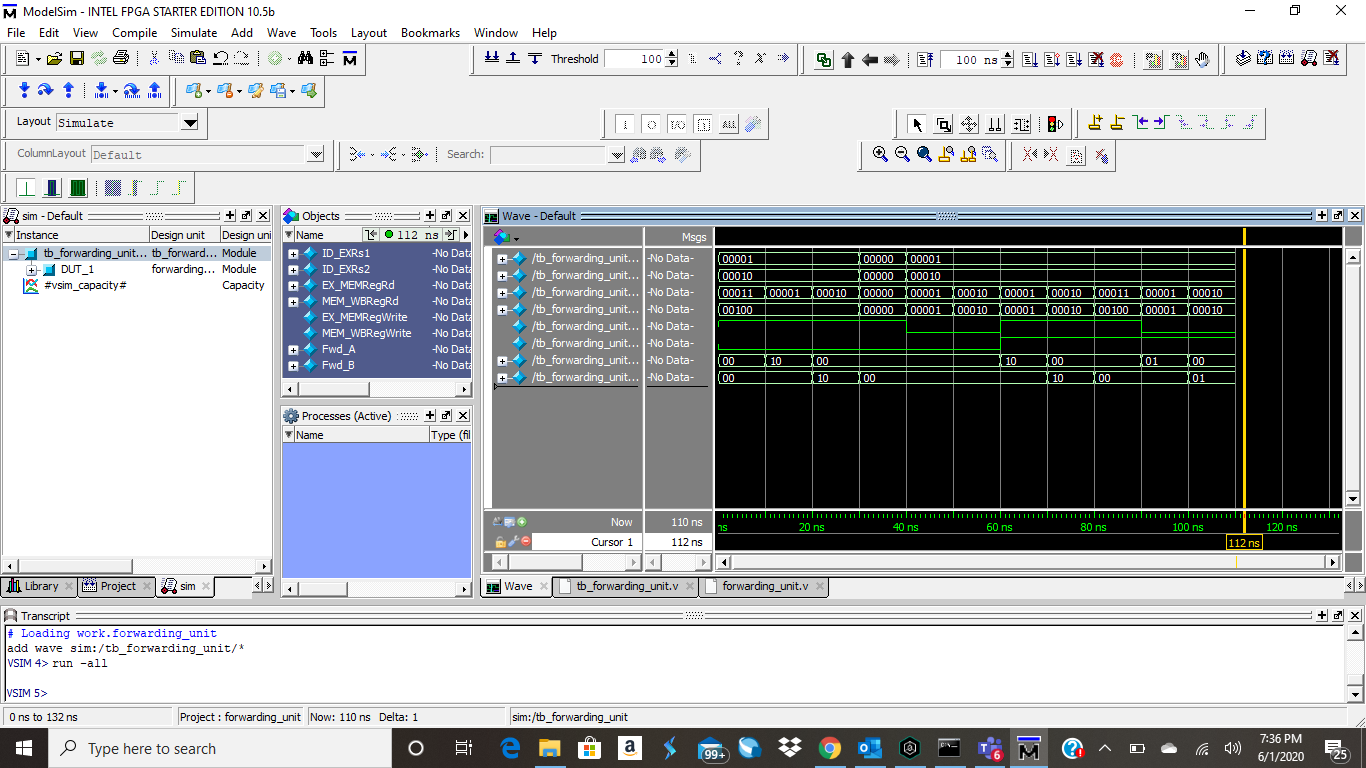 ModelSim - INTEL FPGA STARTER EDITION 10.5b
File Edit View Compile Simulate Add Wave Tools Layout Bookmarks Window Help
Threshold 100
100 ns
Layout Simulate
ALL
ColumnLayout Default
Search:
sim - Default
Instance Design unit Design uni
tb_forwarding_unit... tb_forward... Module
DUT_1 forwarding... Module
#vsim_capacity# Capacity
Objects
Name 112 ns
ID_EXRs1 -No Data
ID_EXRs2 -No Data
EX_MEMRegRd -No Data
MEM_WBRegRd -No Data
EX_MEMRegWrite -No Data
MEM_WBRegWrite -No Data
Fwd_A -No Data
Fwd_B -No Data
Processes (Active)
Name Type (fil
Wave - Default
Msgs
/tb_forwarding_unit... -No Data- 00001 00000 00001
/tb_forwarding_unit... -No Data- 00010 00000 00010
/tb_forwarding_unit... -No Data- 00011 00001 00010 00000 00001 00010 00001 00010 00011 00001 00010
/tb_forwarding_unit... -No Data- 00100 00000 00001 00010 00001 00010 00100 00001 00010
/tb_forwarding_unit... -No Data-
/tb_forwarding_unit... -No Data-
/tb_forwarding_unit... -No Data- 00 10 00 10 00 01 00
/tb_forwarding_unit... -No Data- 00 10 00 10 00 01
Now 110 ns
ns 20 ns 40 ns 60 ns 80 ns 100 ns 120 ns
Cursor 1 112 ns
112 ns
Library Project sim
Wave tb_forwarding_unit.v forwarding_unit.v
Transcript
# Loading work.forwarding_unit
add wave sim:/tb_forwarding_unit/*
VSIM 4> run -all
VSIM 5>
0 ns to 132 ns Project : forwarding_unit Now: 110 ns Delta: 1 sim:/tb_forwarding_unit
Type here to search
99+
6
7:36 PM
6/1/2020
25